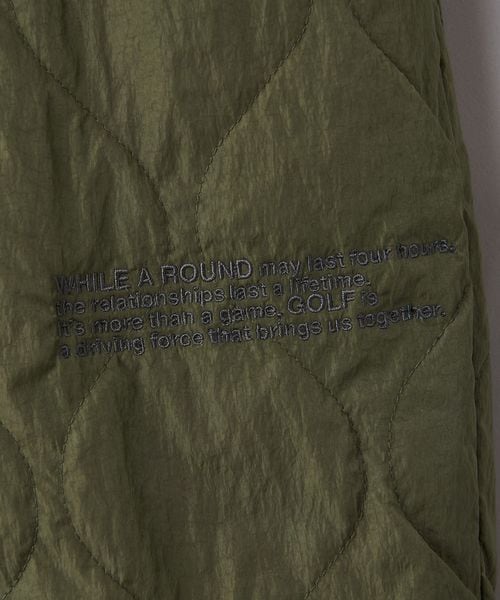 WHILE A ROUND may last four hours.
the relationships last a lifetime.
it's more than a game. GOLF is
a driving force that brings us together.